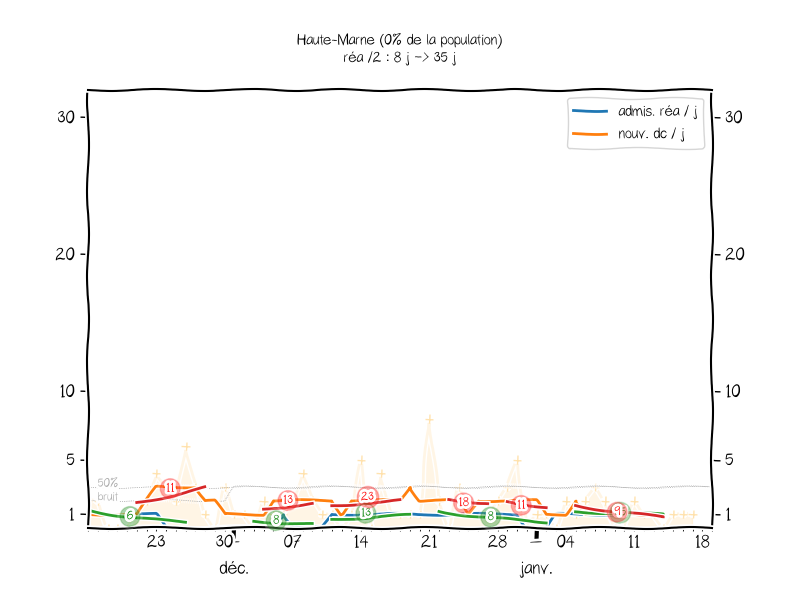 Haute-Marne (0% de la population)
réa /2 : 8 j -> 35 j
admis. réa / j
nouv. dc / j
30 30
20 20
10 10
5 5
1 1
50%
bruit
11 13 23 18 11
6 8 13 8
23 30 07 14 21 28 04 11 18
déc. janv.